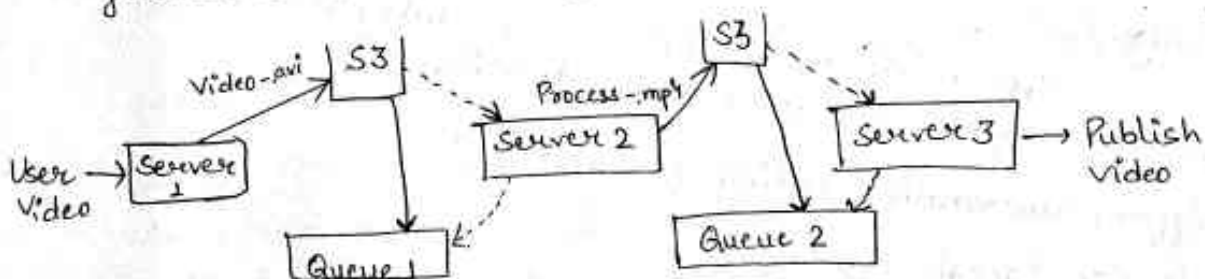 S3
S3
Video-.avi
Process-.mp4
User
Video
Server
1
Server 2
Server 3
Publish
Video
Queue 1
Queue 2